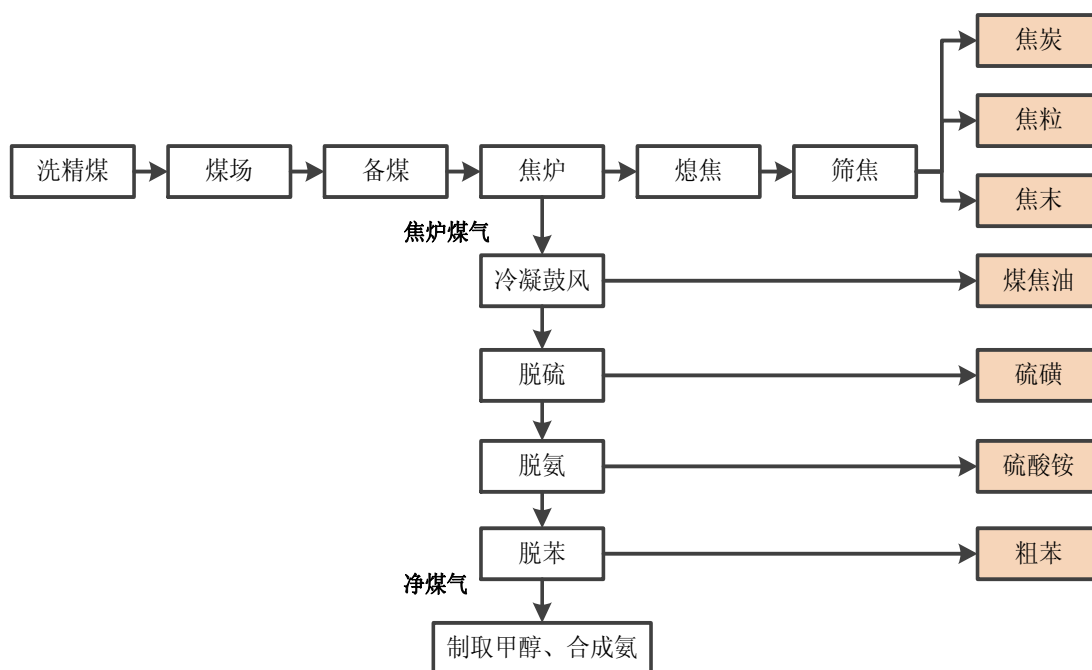 焦炭
焦粒
洗精煤
煤场
备煤
焦炉
熄焦
筛焦
焦末
焦炉煤气
冷凝鼓风
煤焦油
脱硫
硫磺
脱氨
硫酸铵
脱苯
粗苯
净煤气
制取甲醇、合成氨